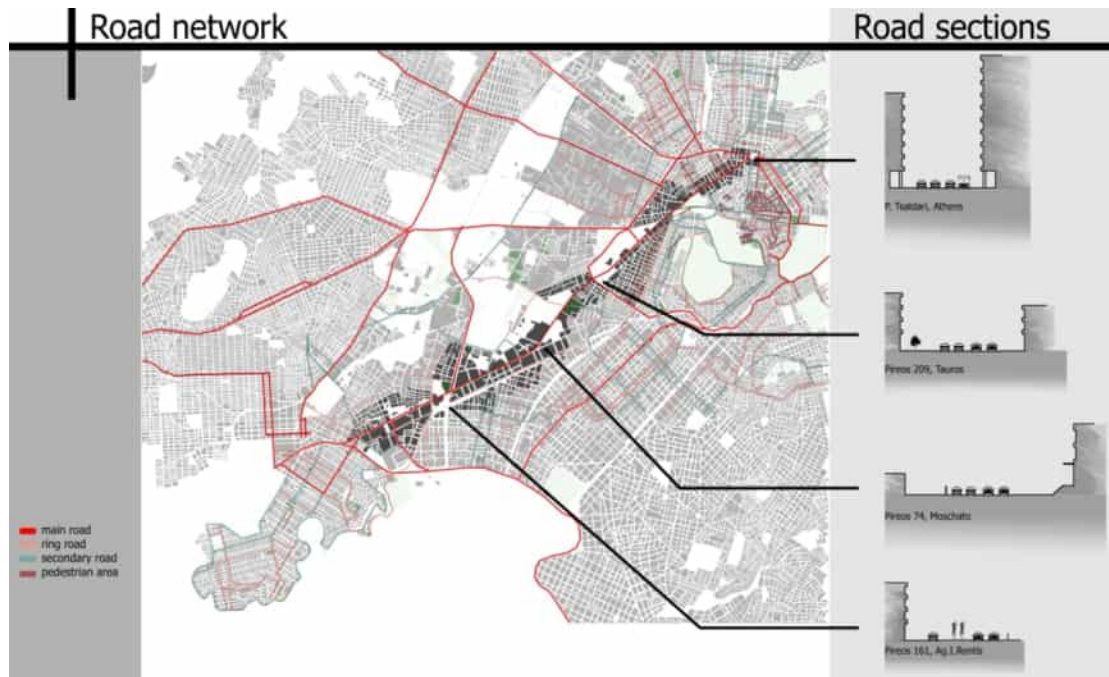 Road network
Road sections
P. Tsaldari, Athens
Pireos 209, Tauros
Pireos 74, Moschato
Pireos 161, Ag.I.Rentis
main road
ring road
secondary road
pedestrian area